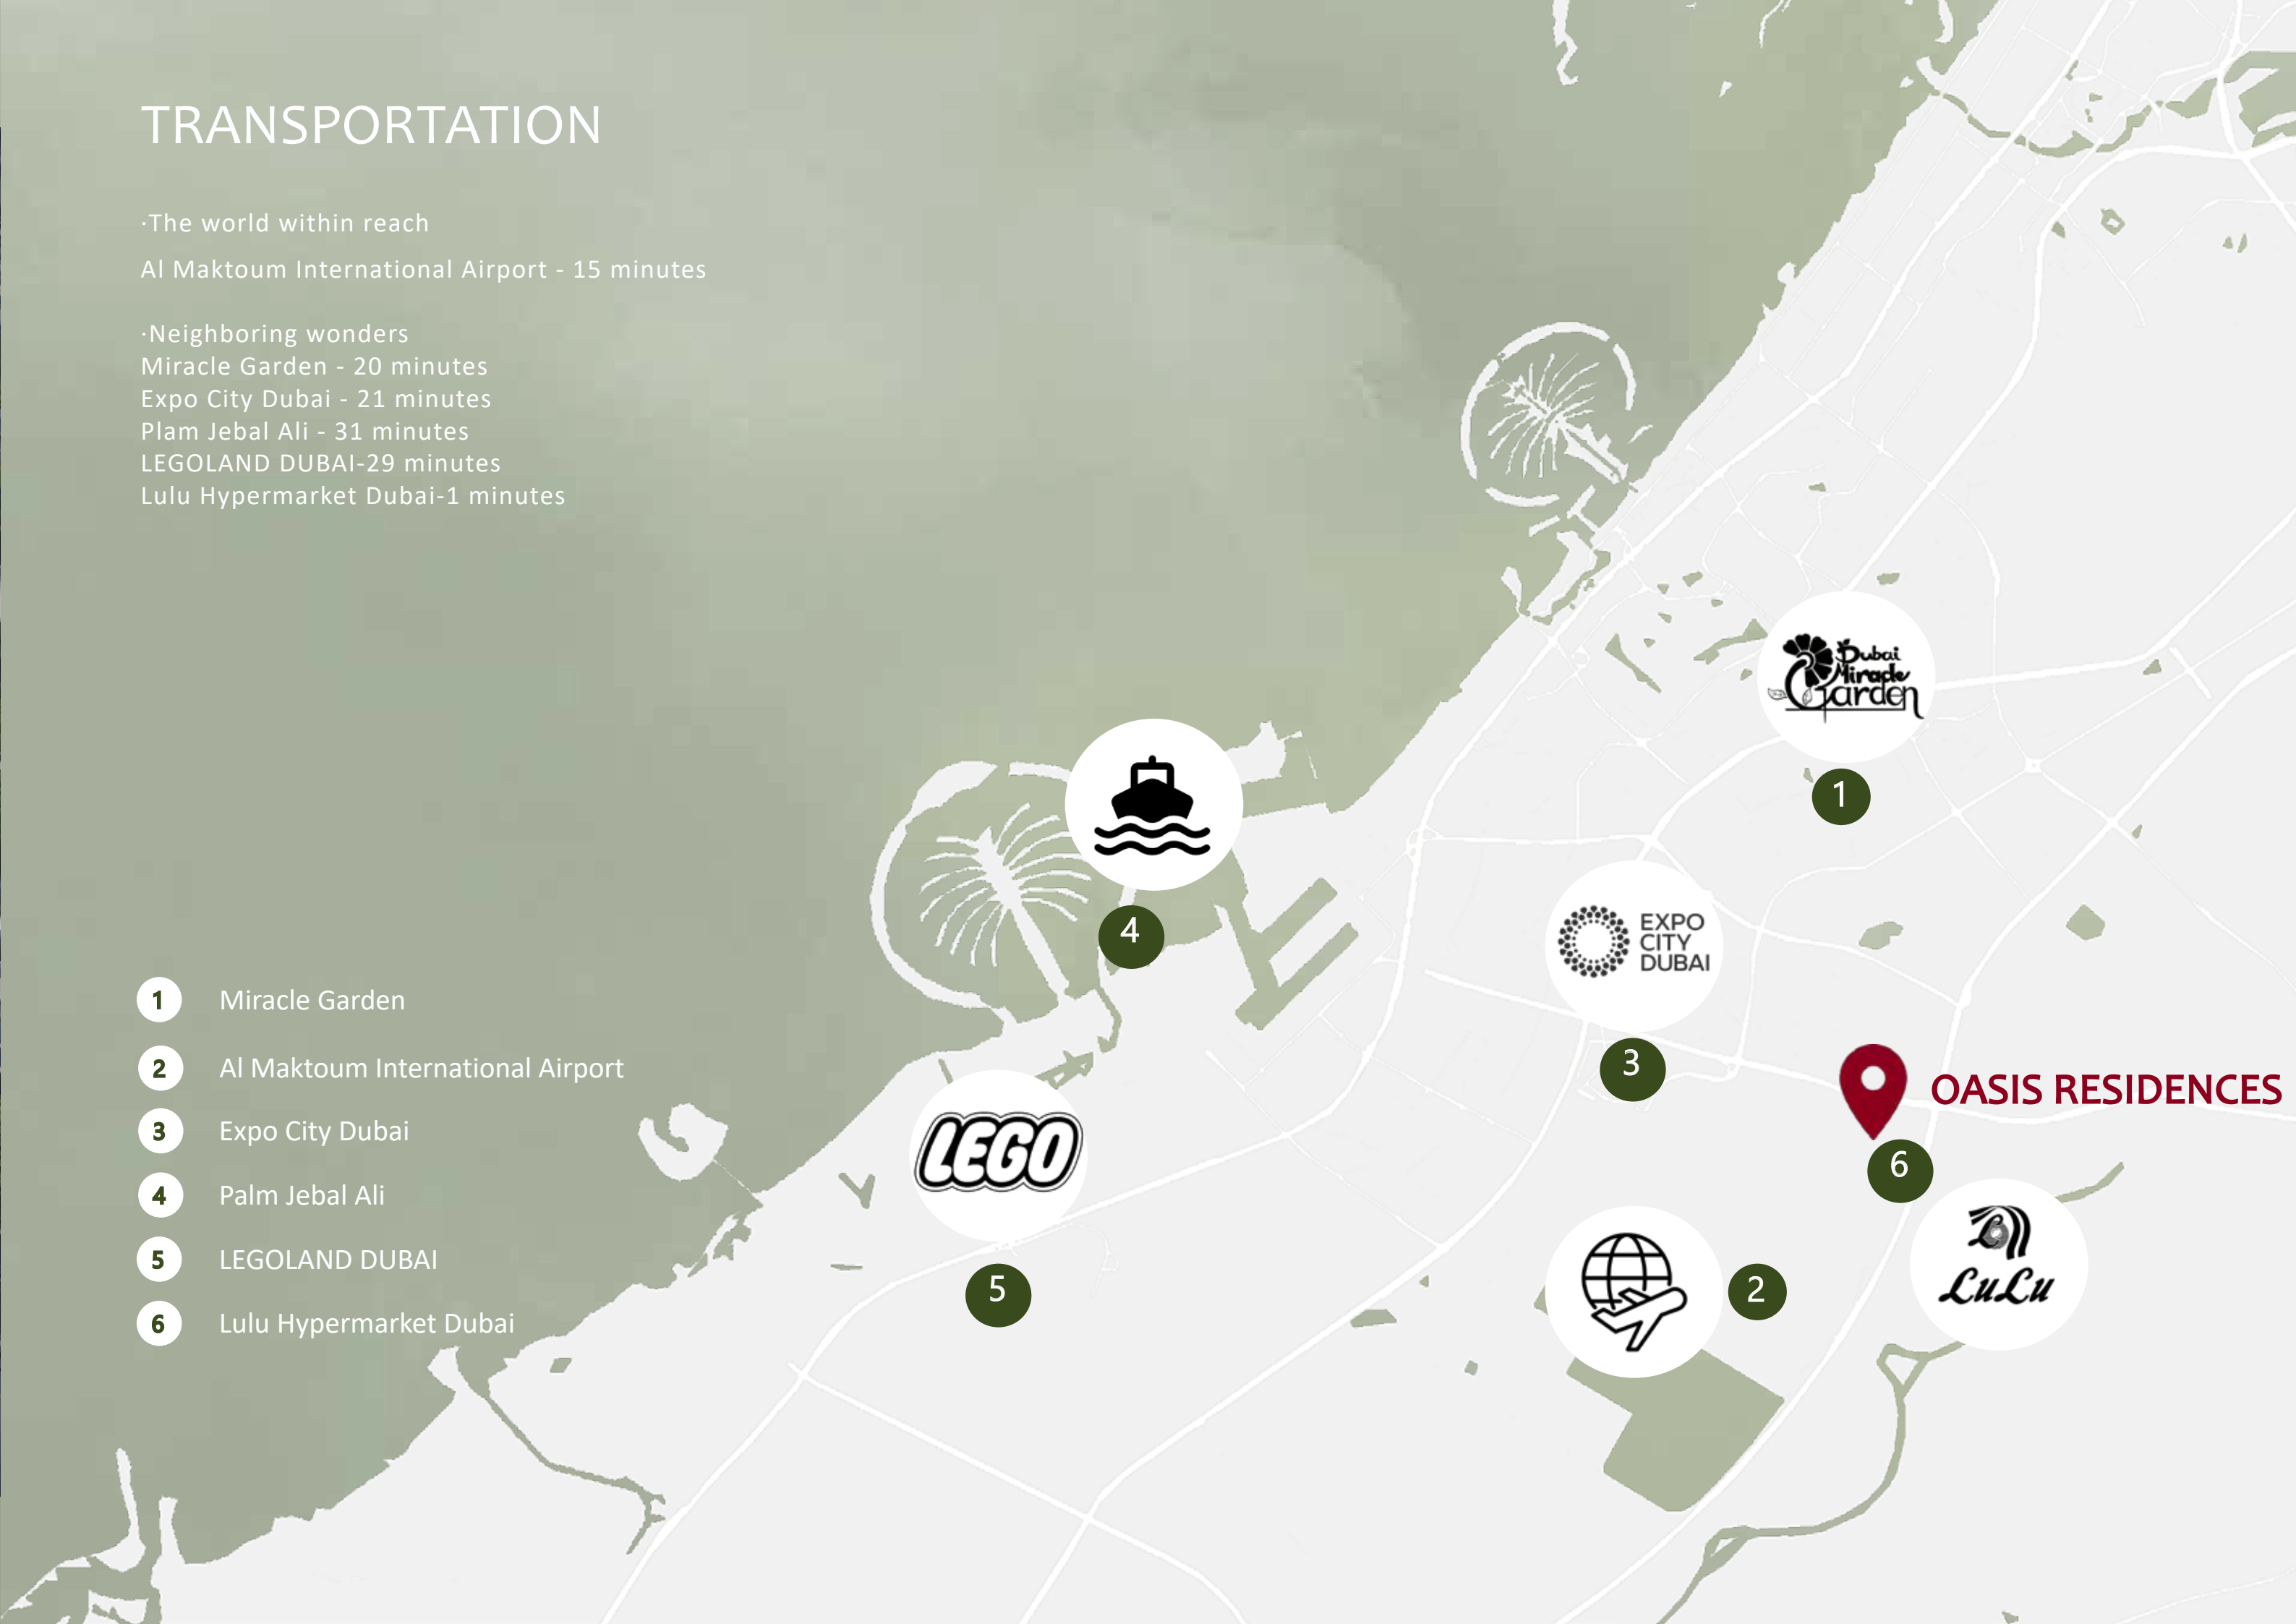 TRANSPORTATION
·The world within reach
Al Maktoum International Airport - 15 minutes
·Neighboring wonders
Miracle Garden - 20 minutes
Expo City Dubai - 21 minutes
Plam Jebal Ali - 31 minutes
LEGOLAND DUBAI-29 minutes
Lulu Hypermarket Dubai-1 minutes
Dubai
Miracle
Garden
1
4
EXPO
CITY
DUBAI
3
OASIS RESIDENCES
6
LEGO
5
2
LuLu
1 Miracle Garden
2 Al Maktoum International Airport
3 Expo City Dubai
4 Palm Jebal Ali
5 LEGOLAND DUBAI
6 Lulu Hypermarket Dubai